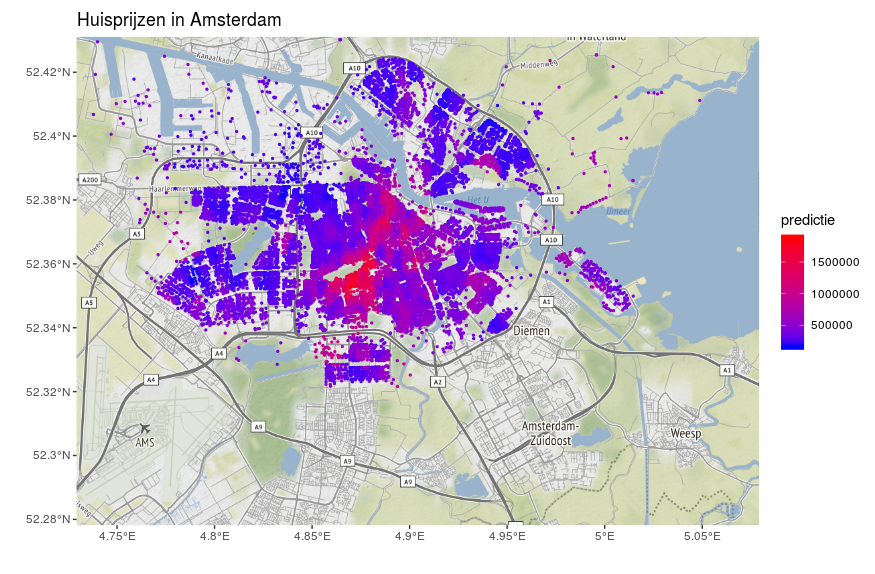 Huisprijzen in Amsterdam
in Waterland
Kanaalkade
A10
Middenweg
52.42°N
52.4°N
A10
52.38°N
A200
Haarlemmerweg
Het IJ
A10
A5
A10
52.36°N
A5
A1
52.34°N
Diemen
A4
A1
A4
A2
52.32°N
A9
Amsterdam-
Zuidoost
Weesp
AMS
52.3°N
A9
A9
52.28°N
4.75°E
4.8°E
4.85°E
4.9°E
4.95°E
5°E
5.05°E
predictie
1500000
1000000
500000